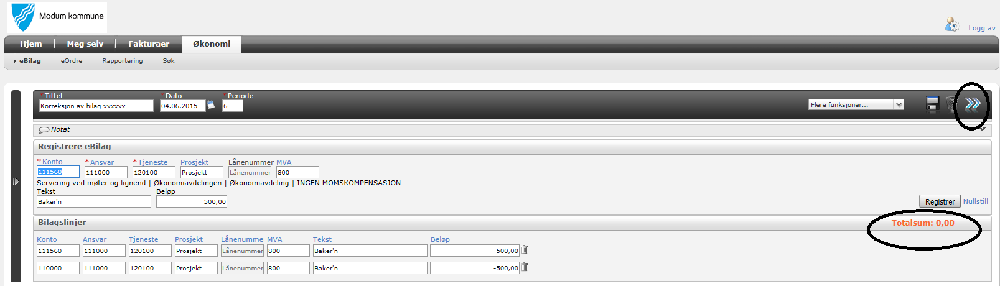 Modum kommune
Logg av
Hjem Meg selv Fakturaer Økonomi
eBilag eOrdre Rapportering Søk
*Tittel *Dato *Periode
Korreksjon av bilag xxxxxx 04.06.2015 6 Flere funksjoner...
Notat
Registrere eBilag
*Konto *Ansvar *Tjeneste Prosjekt Lånenummer MVA
111560 111000 120100 Prosjekt Lånenummer 800
Servering ved møter og lignend | Økonomiavdelingen | Økonomiavdeling | INGEN MOMSKOMPENSASJON
Tekst Beløp
Baker'n 500,00 Registrer Nullstill
Bilagslinjer Totalsum: 0,00
Konto Ansvar Tjeneste Prosjekt Lånenumme MVA Tekst Beløp
111560 111000 120100 Prosjekt Lånenummer 800 Baker'n 500,00
110000 111000 120100 Prosjekt Lånenummer 800 Baker'n -500,00